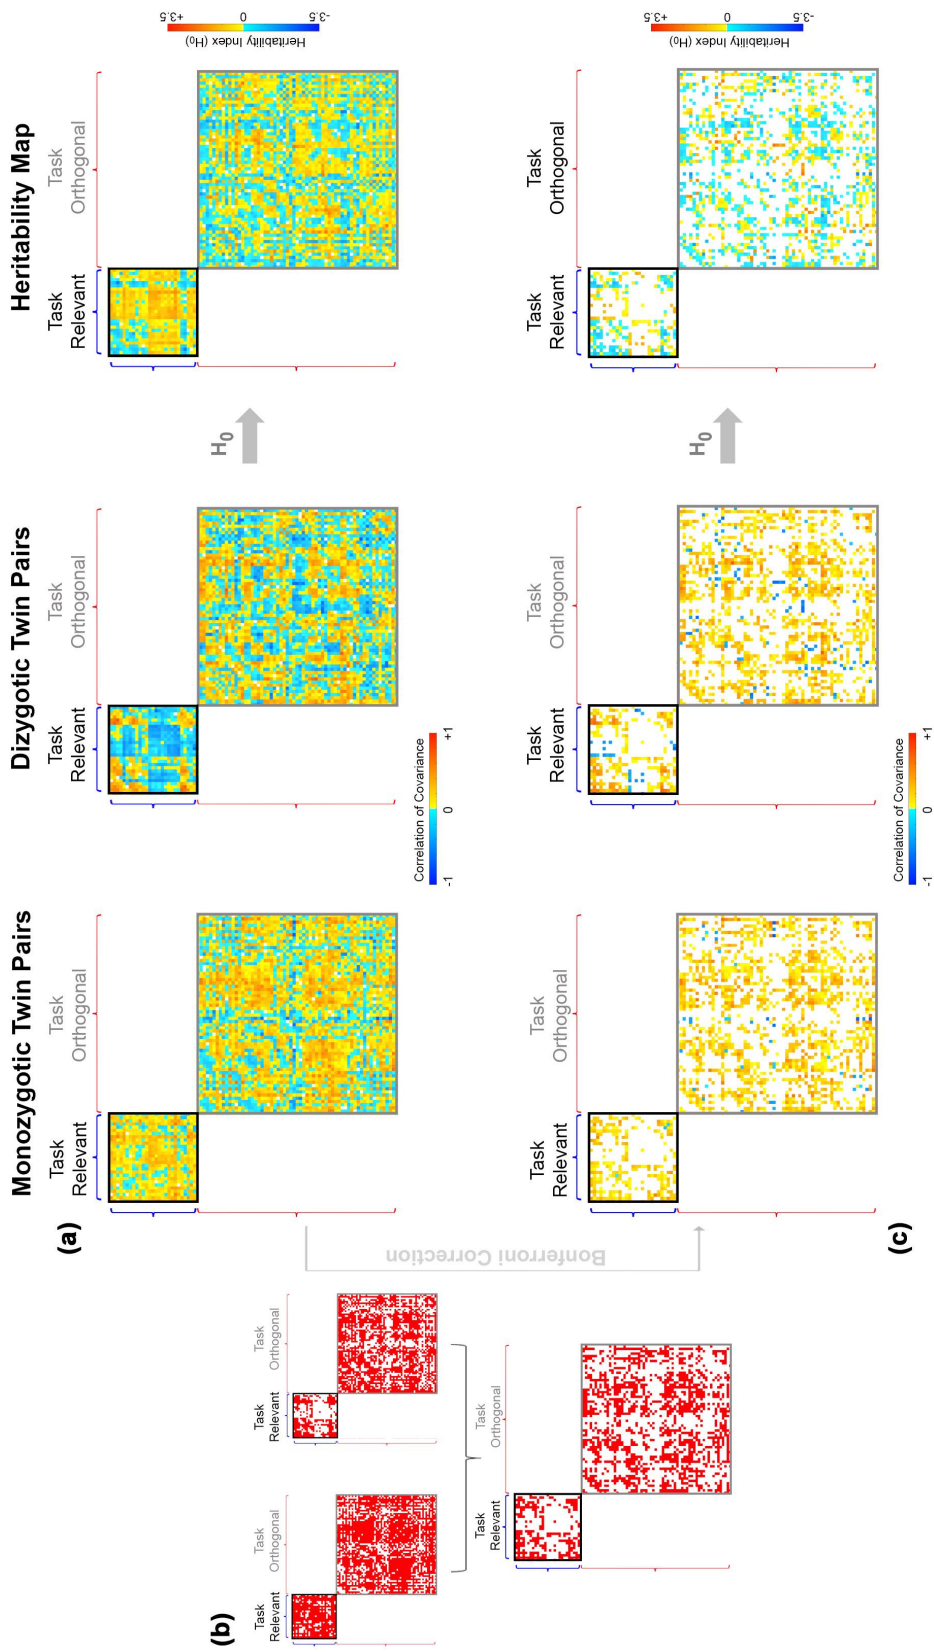 Monozygotic Twin Pairs
Dizygotic Twin Pairs
Heritability Map
(a)
Task
Relevant
Task
Orthogonal
Task
Relevant
Task
Orthogonal
H₀
Task
Relevant
Task
Orthogonal
+3.5
0
-3.5
Heritability Index (H₀)
Correlation of Covariance
-1
0
+1
(b)
Task
Relevant
Task
Orthogonal
Task
Relevant
Task
Orthogonal
Task
Relevant
Task
Orthogonal
Bonferroni Correction
(c)
Task
Relevant
Task
Orthogonal
Task
Relevant
Task
Orthogonal
H₀
Task
Relevant
Task
Orthogonal
+3.5
0
-3.5
Heritability Index (H₀)
Correlation of Covariance
-1
0
+1